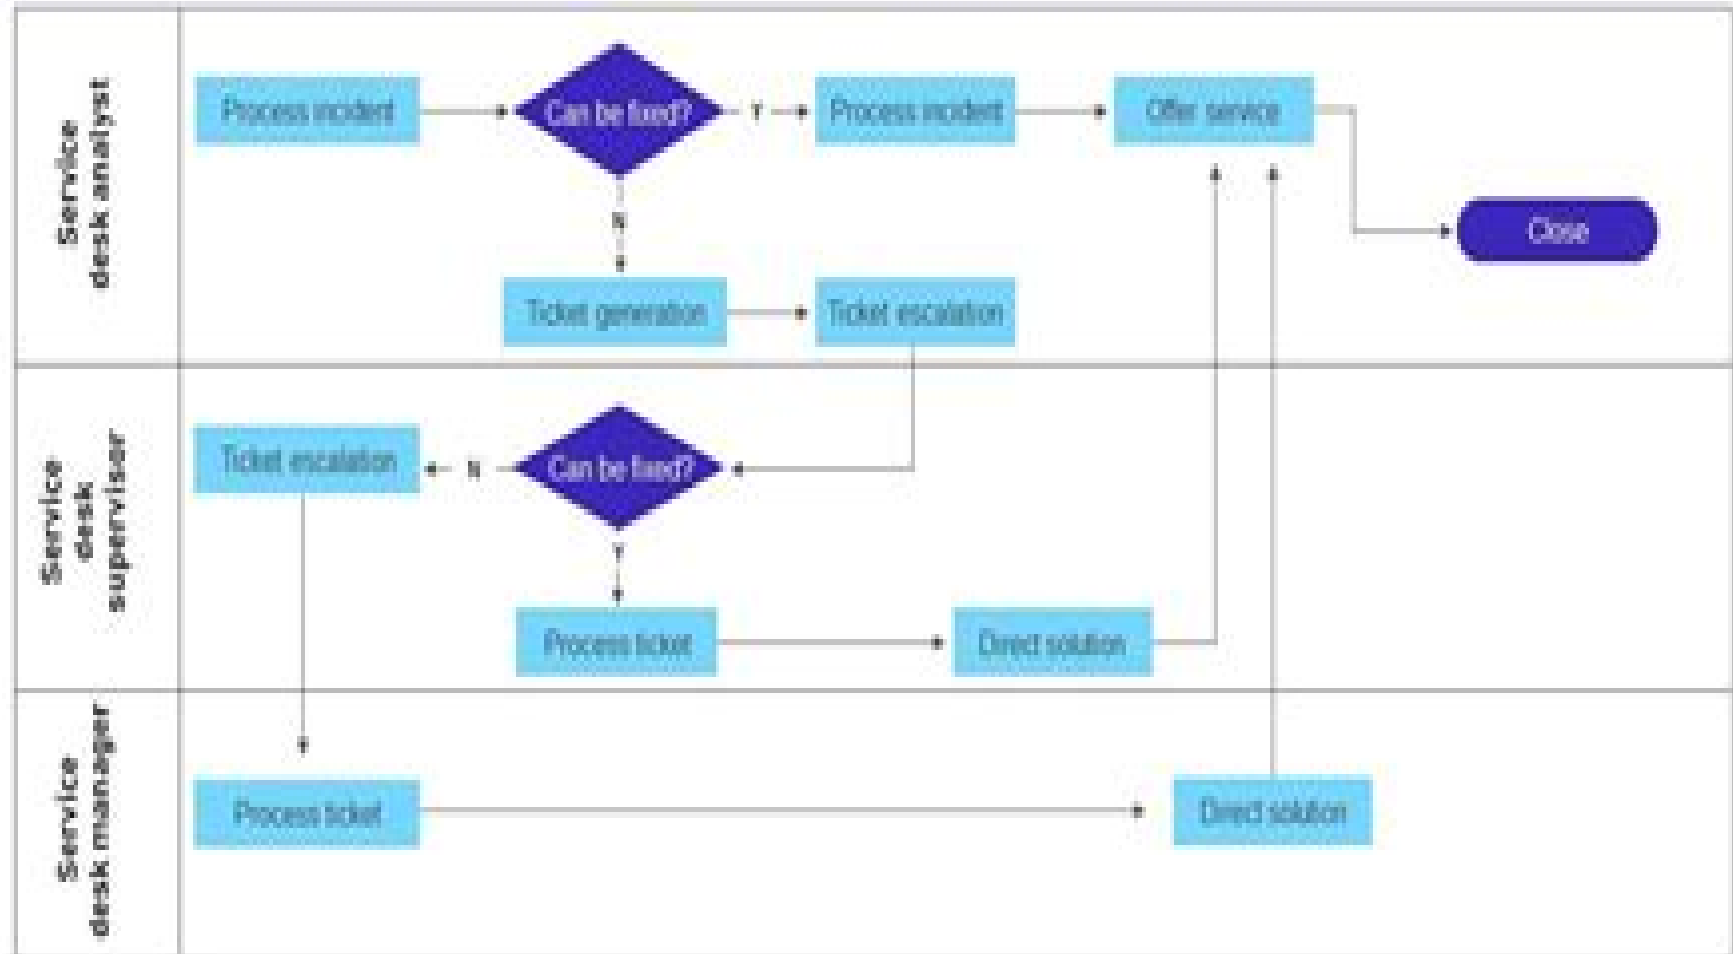 Service
desk analyst
Process incident
Can be fixed?
Y
Process incident
Offer service
Close
N
Ticket generation
Ticket escalation
Service
desk
supervisor
Ticket escalation
N
Can be fixed?
Y
Process ticket
Direct solution
Service
desk manager
Process ticket
Direct solution